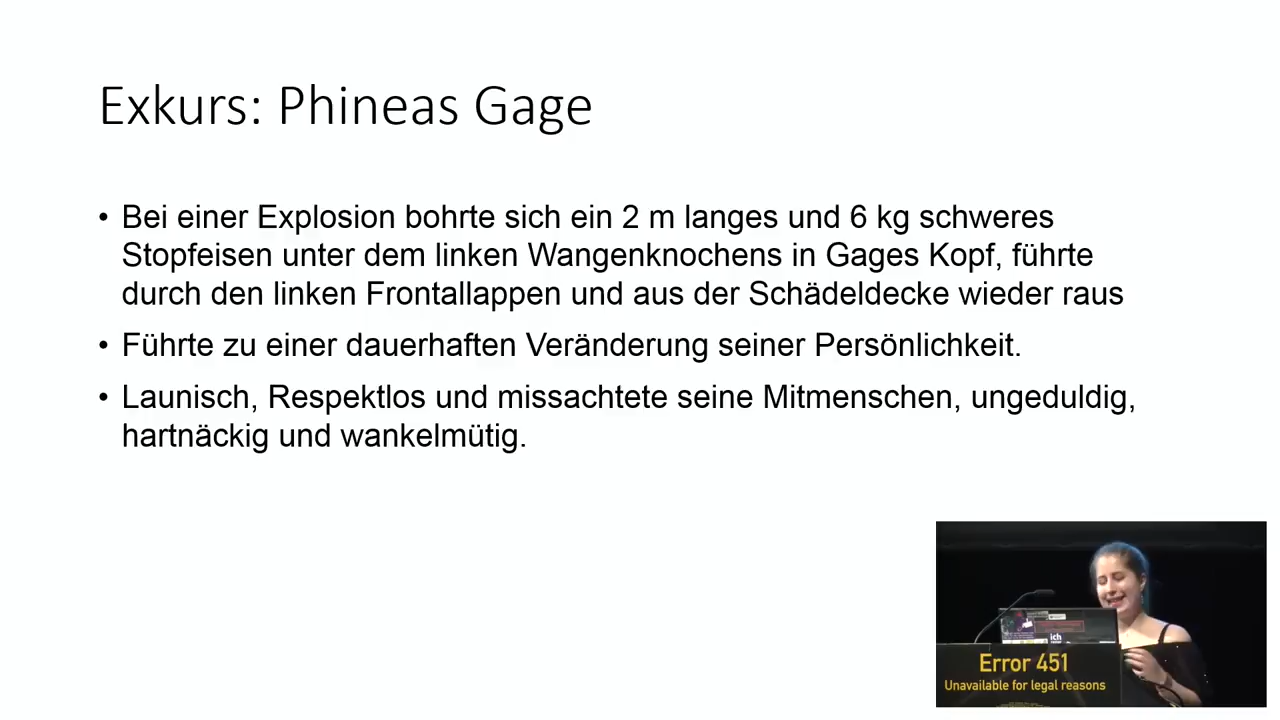 Exkurs: Phineas Gage
• Bei einer Explosion bohrte sich ein 2 m langes und 6 kg schweres
Stopfeisen unter dem linken Wangenknochens in Gages Kopf, führte
durch den linken Frontallappen und aus der Schädeldecke wieder raus
• Führte zu einer dauerhaften Veränderung seiner Persönlichkeit.
• Launisch, Respektlos und missachtete seine Mitmenschen, ungeduldig,
hartnäckig und wankelmütig.
ich
Error 451
Unavailable for legal reasons